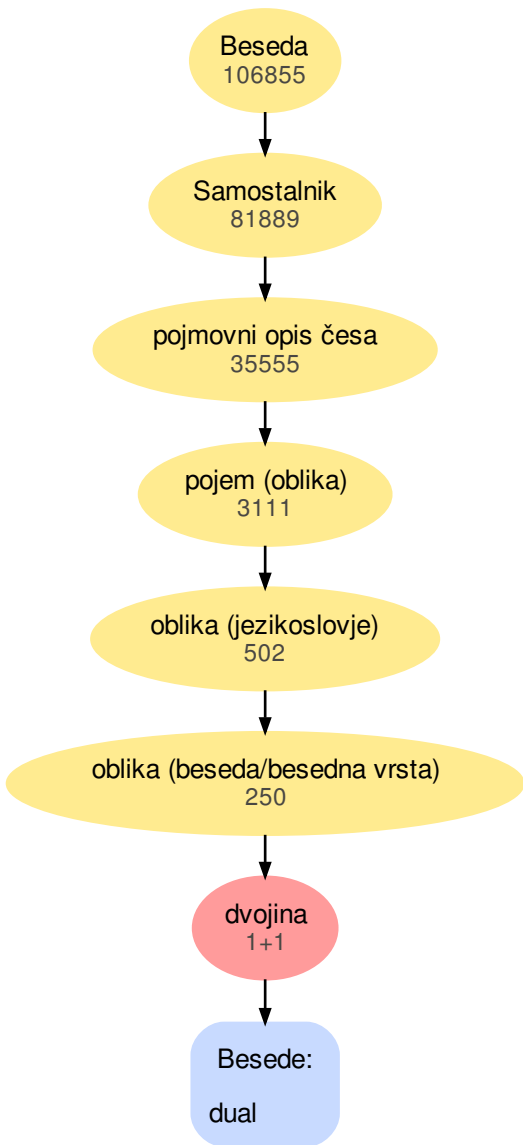 Beseda
106855
Samostalnik
81889
pojmovni opis česa
35555
pojem (oblika)
3111
oblika (jezikoslovje)
502
oblika (beseda/besedna vrsta)
250
dvojina
1+1
Besede:
dual